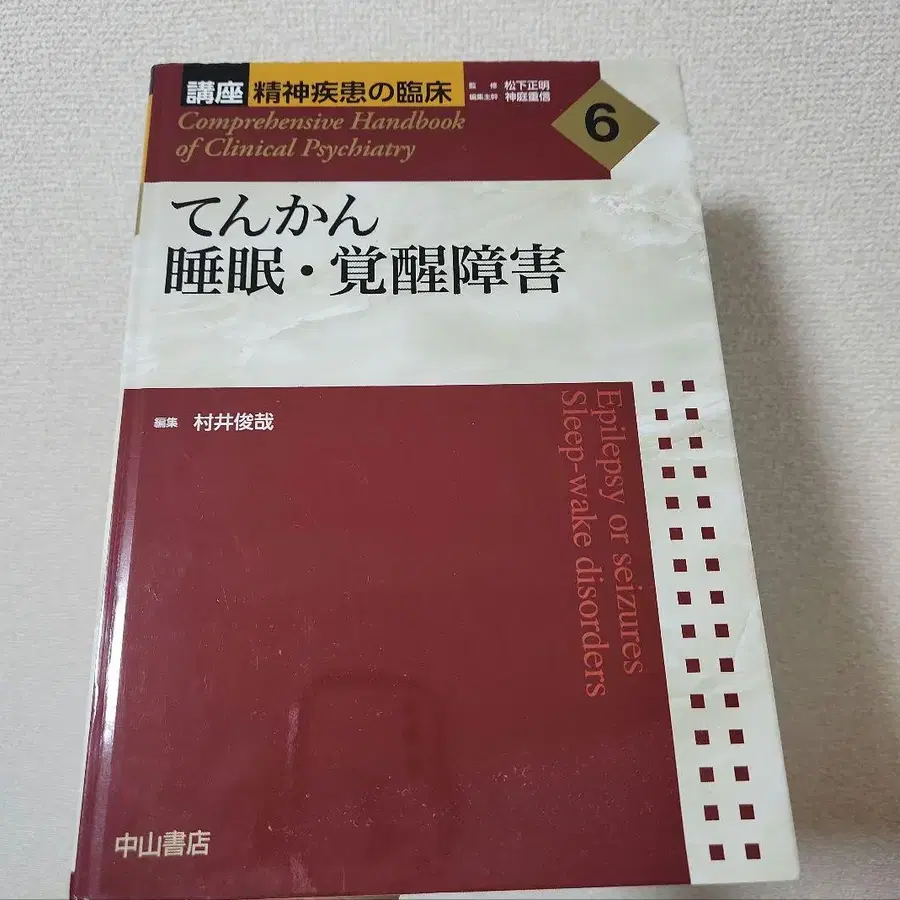 講座 精神疾患の臨床
監修 松下正明
編集主幹 神庭重信
6
Comprehensive Handbook
of Clinical Psychiatry
てんかん
睡眠・覚醒障害
編集 村井俊哉
Epilepsy or seizures
Sleep-wake disorders
中山書店